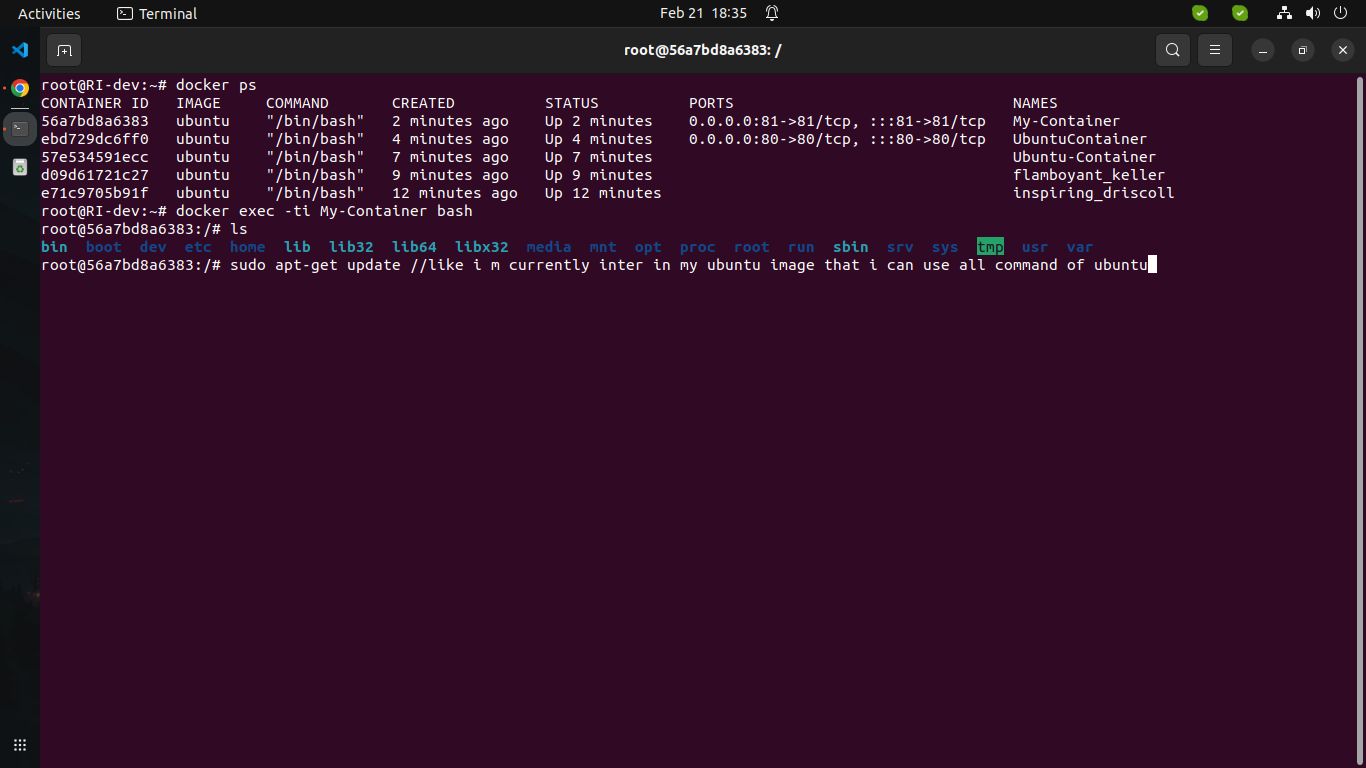 Activities Terminal Feb 21 18:35
root@56a7bd8a6383: /
root@RI-dev:~# docker ps
CONTAINER ID   IMAGE     COMMAND       CREATED          STATUS          PORTS                               NAMES
56a7bd8a6383   ubuntu    "/bin/bash"   2 minutes ago    Up 2 minutes    0.0.0.0:81->81/tcp, :::81->81/tcp   My-Container
ebd729dc6ff0   ubuntu    "/bin/bash"   4 minutes ago    Up 4 minutes    0.0.0.0:80->80/tcp, :::80->80/tcp   UbuntuContainer
57e534591ecc   ubuntu    "/bin/bash"   7 minutes ago    Up 7 minutes                                        Ubuntu-Container
d09d61721c27   ubuntu    "/bin/bash"   9 minutes ago    Up 9 minutes                                        flamboyant_keller
e71c9705b91f   ubuntu    "/bin/bash"   12 minutes ago   Up 12 minutes                                       inspiring_driscoll
root@RI-dev:~# docker exec -ti My-Container bash
root@56a7bd8a6383:/# ls
bin  boot  dev  etc  home  lib  lib32  lib64  libx32  media  mnt  opt  proc  root  run  sbin  srv  sys  tmp  usr  var
root@56a7bd8a6383:/# sudo apt-get update //like i m currently inter in my ubuntu image that i can use all command of ubuntu